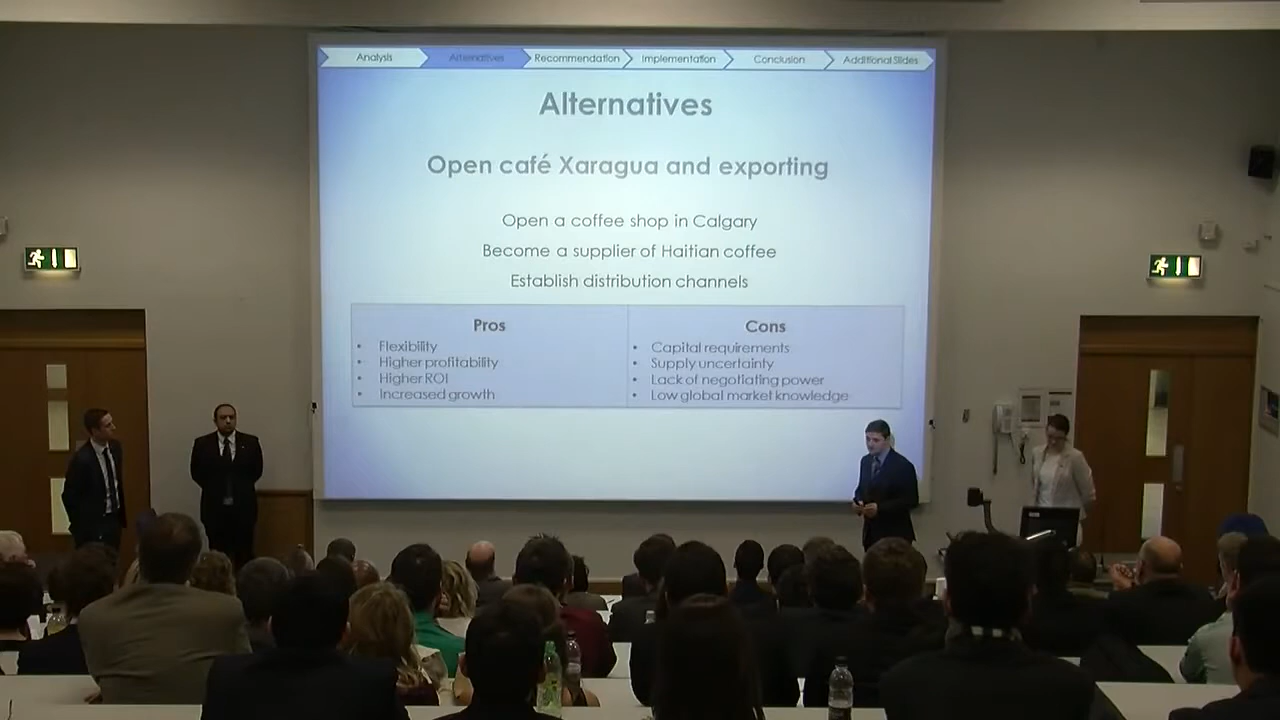 Analysis
Alternatives
Recommendation
Implementation
Conclusion
Additional Slides
Alternatives
Open café Xaragua and exporting
Open a coffee shop in Calgary
Become a supplier of Haitian coffee
Establish distribution channels
Pros
• Flexibility
• Higher profitability
• Higher ROI
• Increased growth
Cons
• Capital requirements
• Supply uncertainty
• Lack of negotiating power
• Low global market knowledge